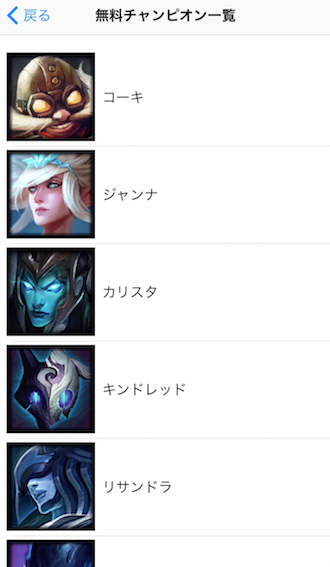 戻る
無料チャンピオン一覧
コーキ
ジャンナ
カリスタ
キンドレッド
リサンドラ